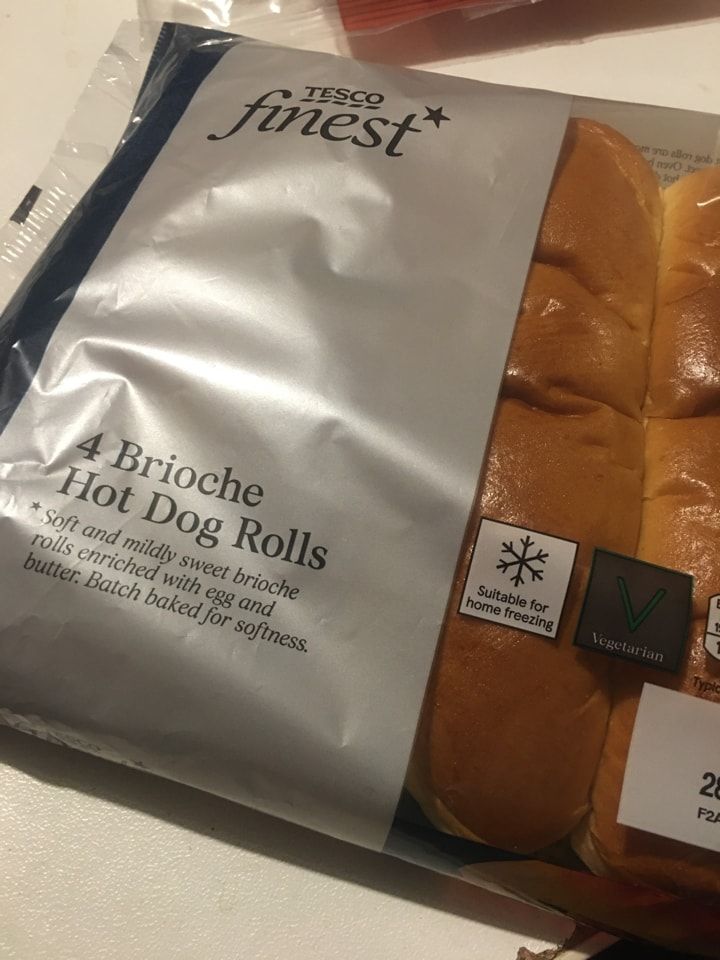 TESCO
finest*
4 Brioche
Hot Dog Rolls
*Soft and mildly sweet brioche
rolls enriched with egg and
butter. Batch baked for softness.
Suitable for
home freezing
V
Vegetarian
28